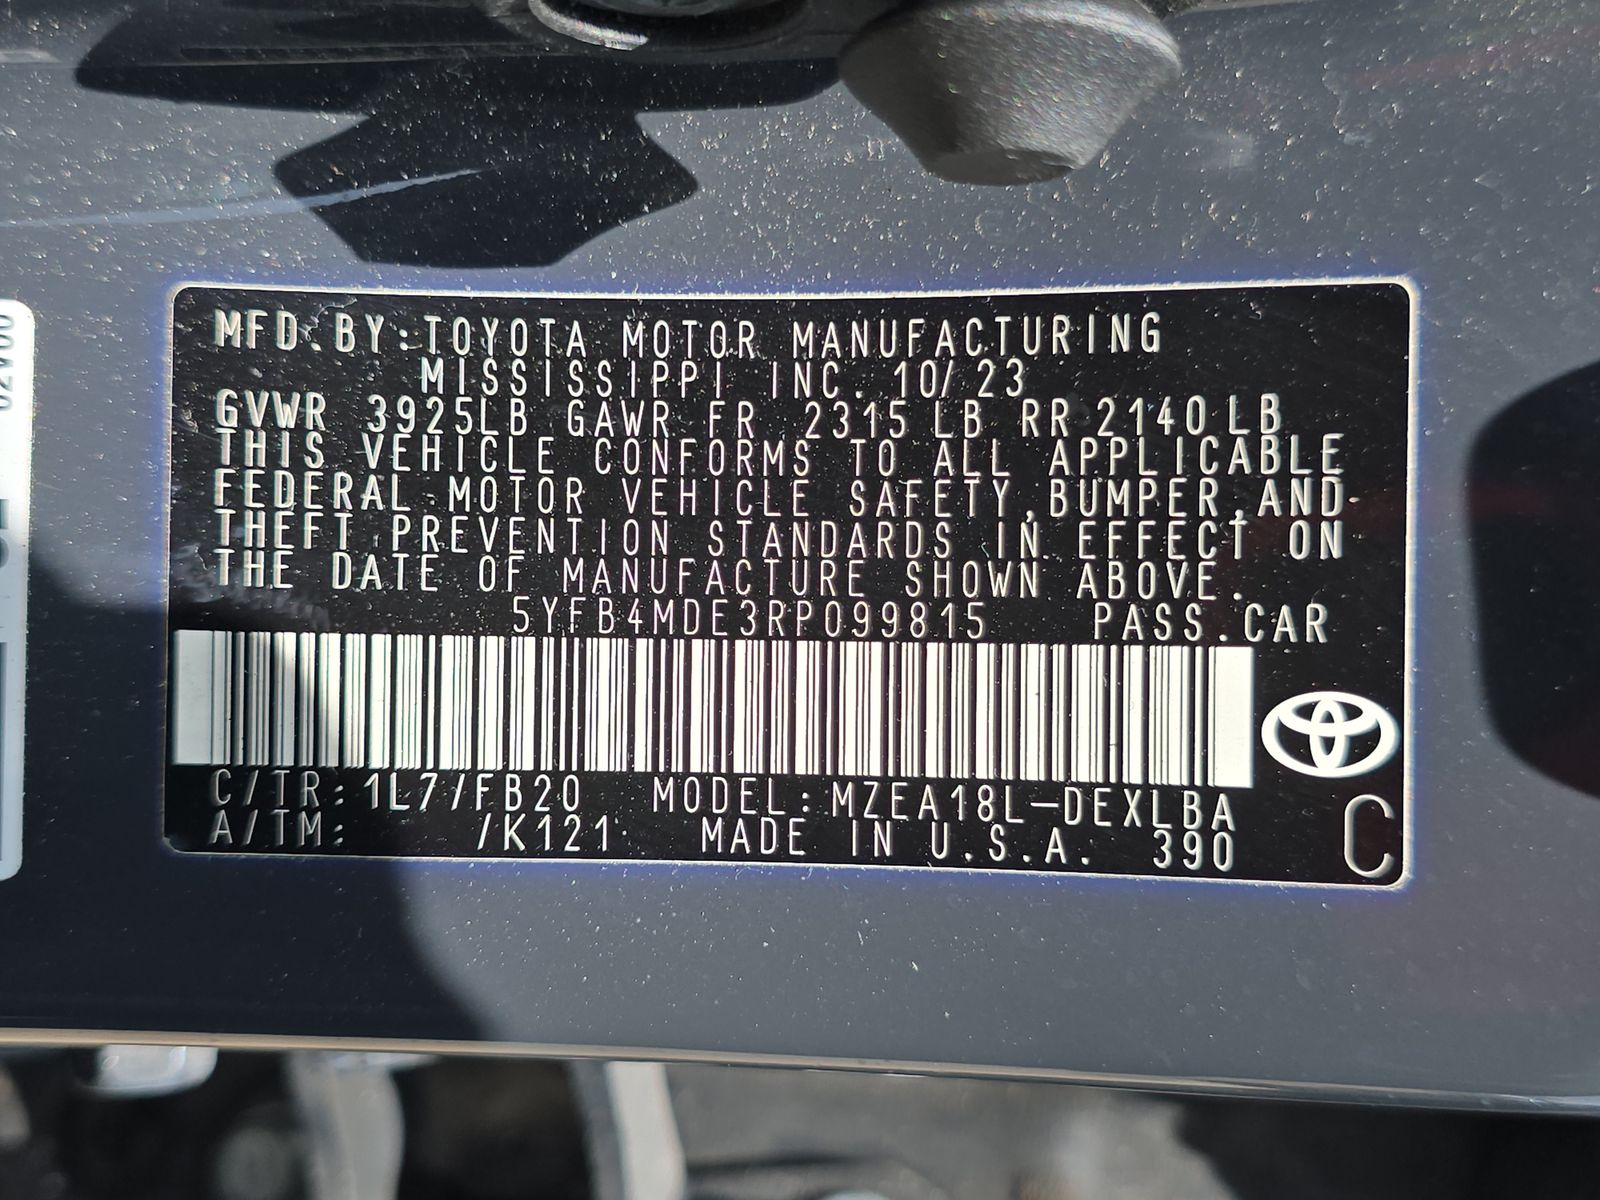 MFD.BY:TOYOTA MOTOR MANUFACTURING
MISSISSIPPI INC. 10/23
GVWR 3925LB GAWR FR 2315 LB RR 2140 LB
THIS VEHICLE CONFORMS TO ALL APPLICABLE
FEDERAL MOTOR VEHICLE SAFETY,BUMPER,AND
THEFT PREVENTION STANDARDS IN EFFECT ON
THE DATE OF MANUFACTURE SHOWN ABOVE.
5YFB4MDE3RP099815 PASS.CAR
C/TR:1L7/FB20 MODEL:MZEA18L-DEXLBA
A/TM: /K121 MADE IN U.S.A. 390
C